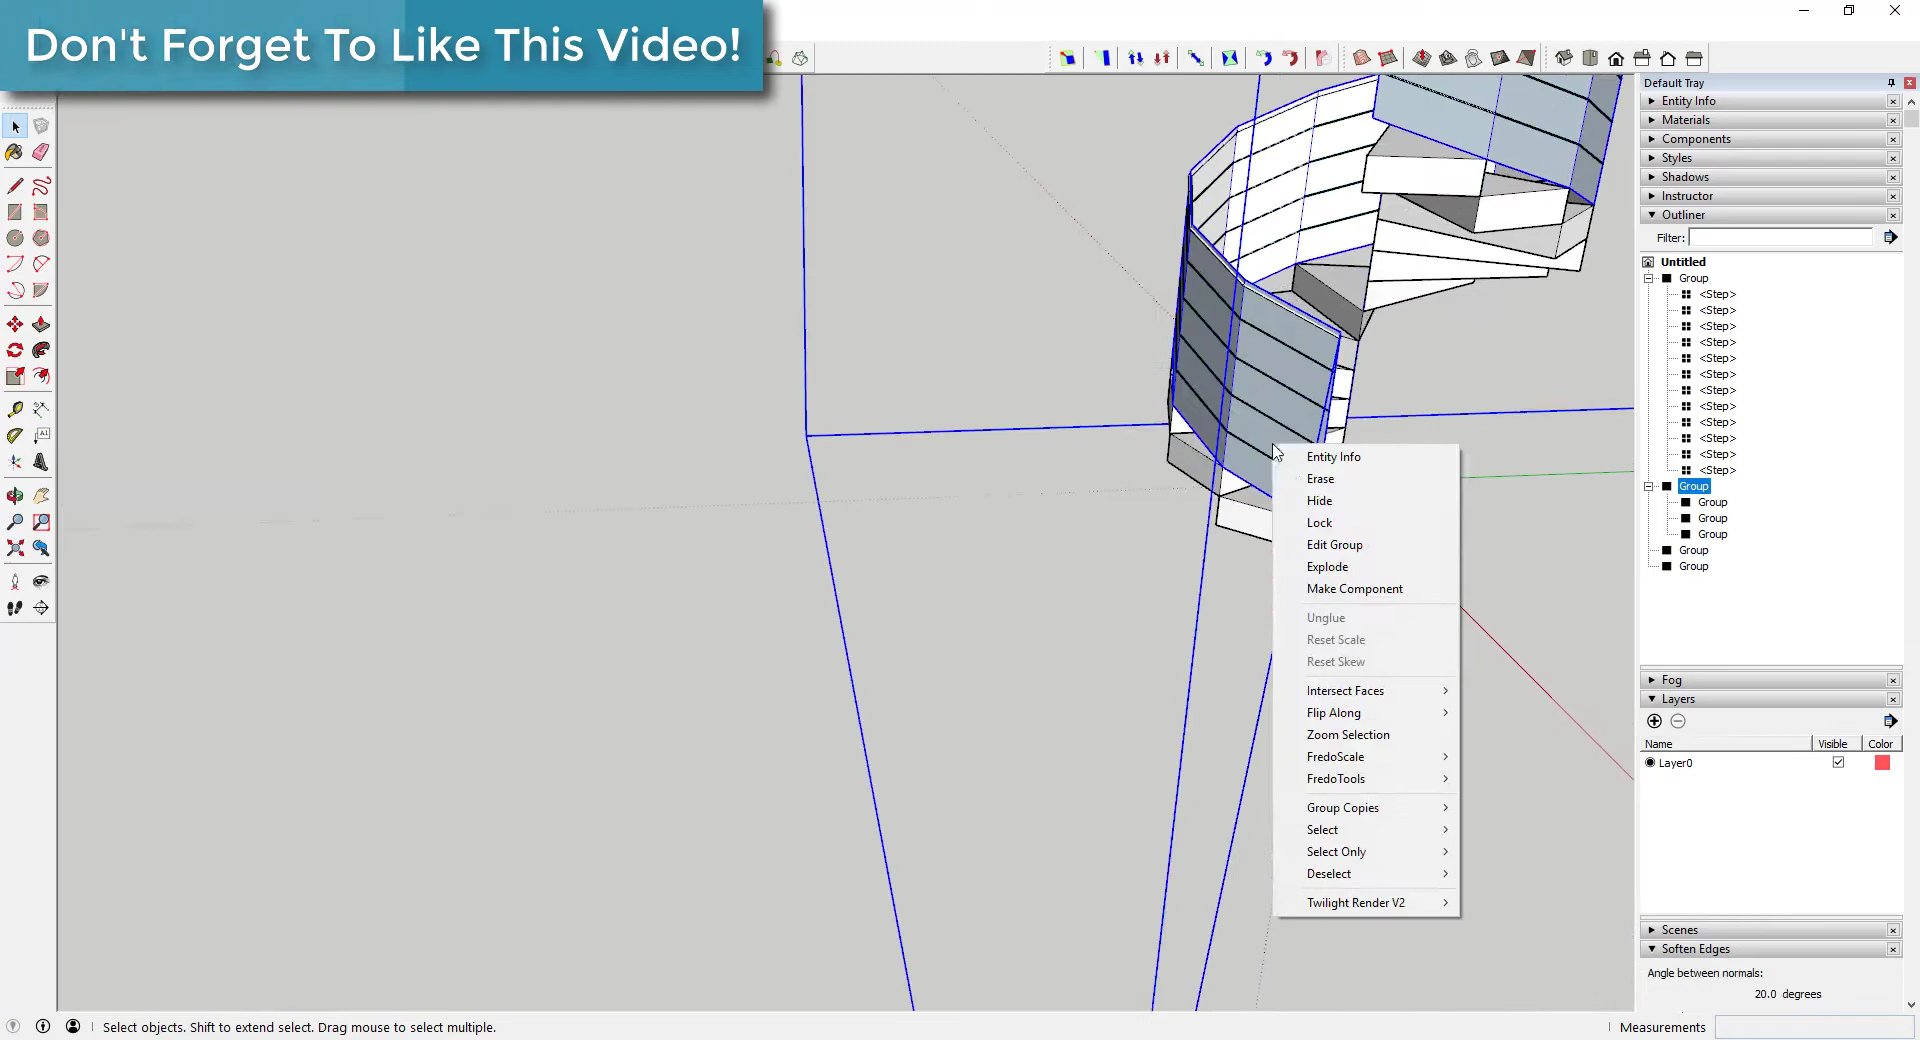 Don't Forget To Like This Video!
Default Tray
Entity Info
Materials
Components
Styles
Shadows
Instructor
Outliner
Filter:
Untitled
Group
<Step>
<Step>
<Step>
<Step>
<Step>
<Step>
<Step>
<Step>
<Step>
<Step>
<Step>
<Step>
Group
Group
Group
Group
Group
Group
Fog
Layers
Name Visible Color
Layer0
Scenes
Soften Edges
Angle between normals:
20.0 degrees
Entity Info
Erase
Hide
Lock
Edit Group
Explode
Make Component
Unglue
Reset Scale
Reset Skew
Intersect Faces
Flip Along
Zoom Selection
FredoScale
FredoTools
Group Copies
Select
Select Only
Deselect
Twilight Render V2
Select objects. Shift to extend select. Drag mouse to select multiple.
Measurements